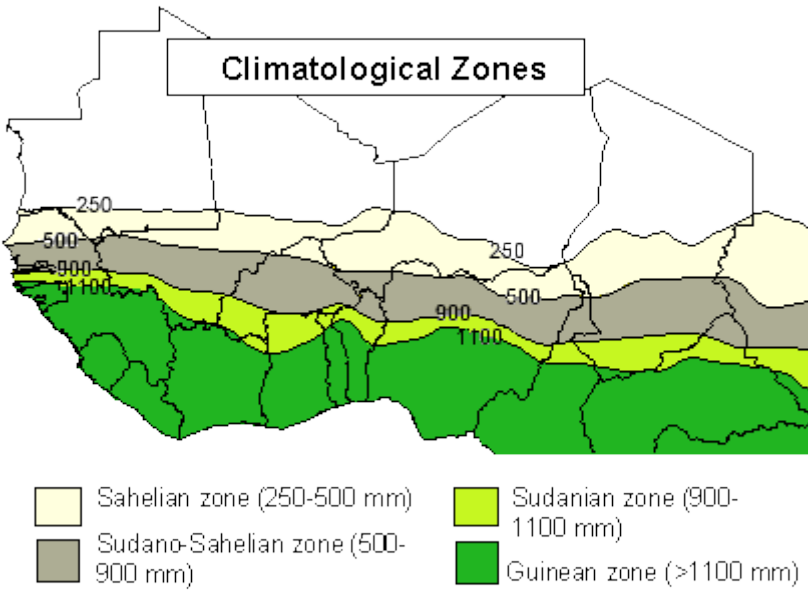 Climatological Zones
250
500
900
1100
250
500
900
1100
Sahelian zone (250-500 mm)
Sudano-Sahelian zone (500-
900 mm)
Sudanian zone (900-
1100 mm)
Guinean zone (>1100 mm)